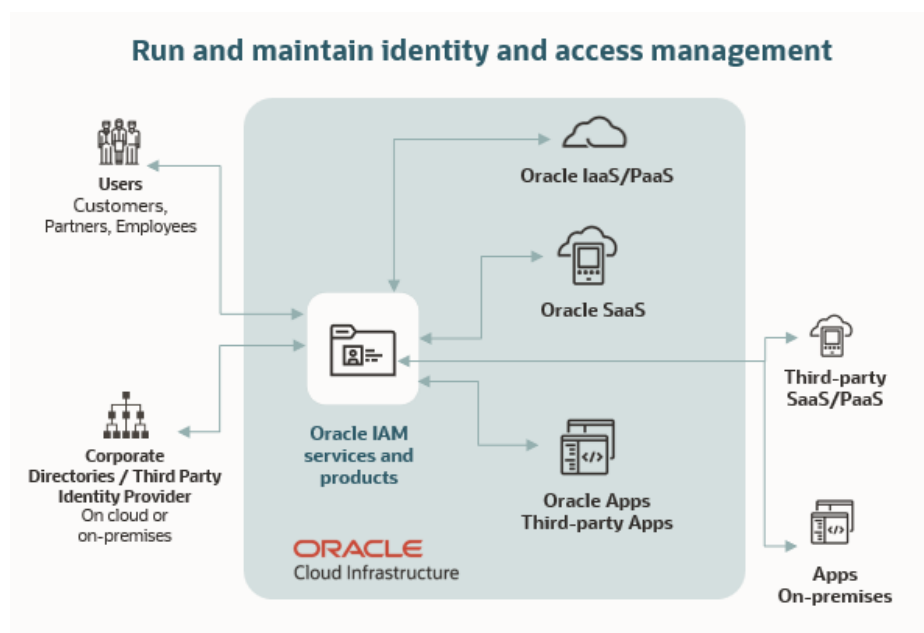 Run and maintain identity and access management
Users
Customers,
Partners, Employees
Corporate
Directories / Third Party
Identity Provider
On cloud or
on-premises
Oracle IAM
services and
products
ORACLE
Cloud Infrastructure
Oracle IaaS/PaaS
Oracle SaaS
Oracle Apps
Third-party Apps
Third-party
SaaS/PaaS
Apps
On-premises